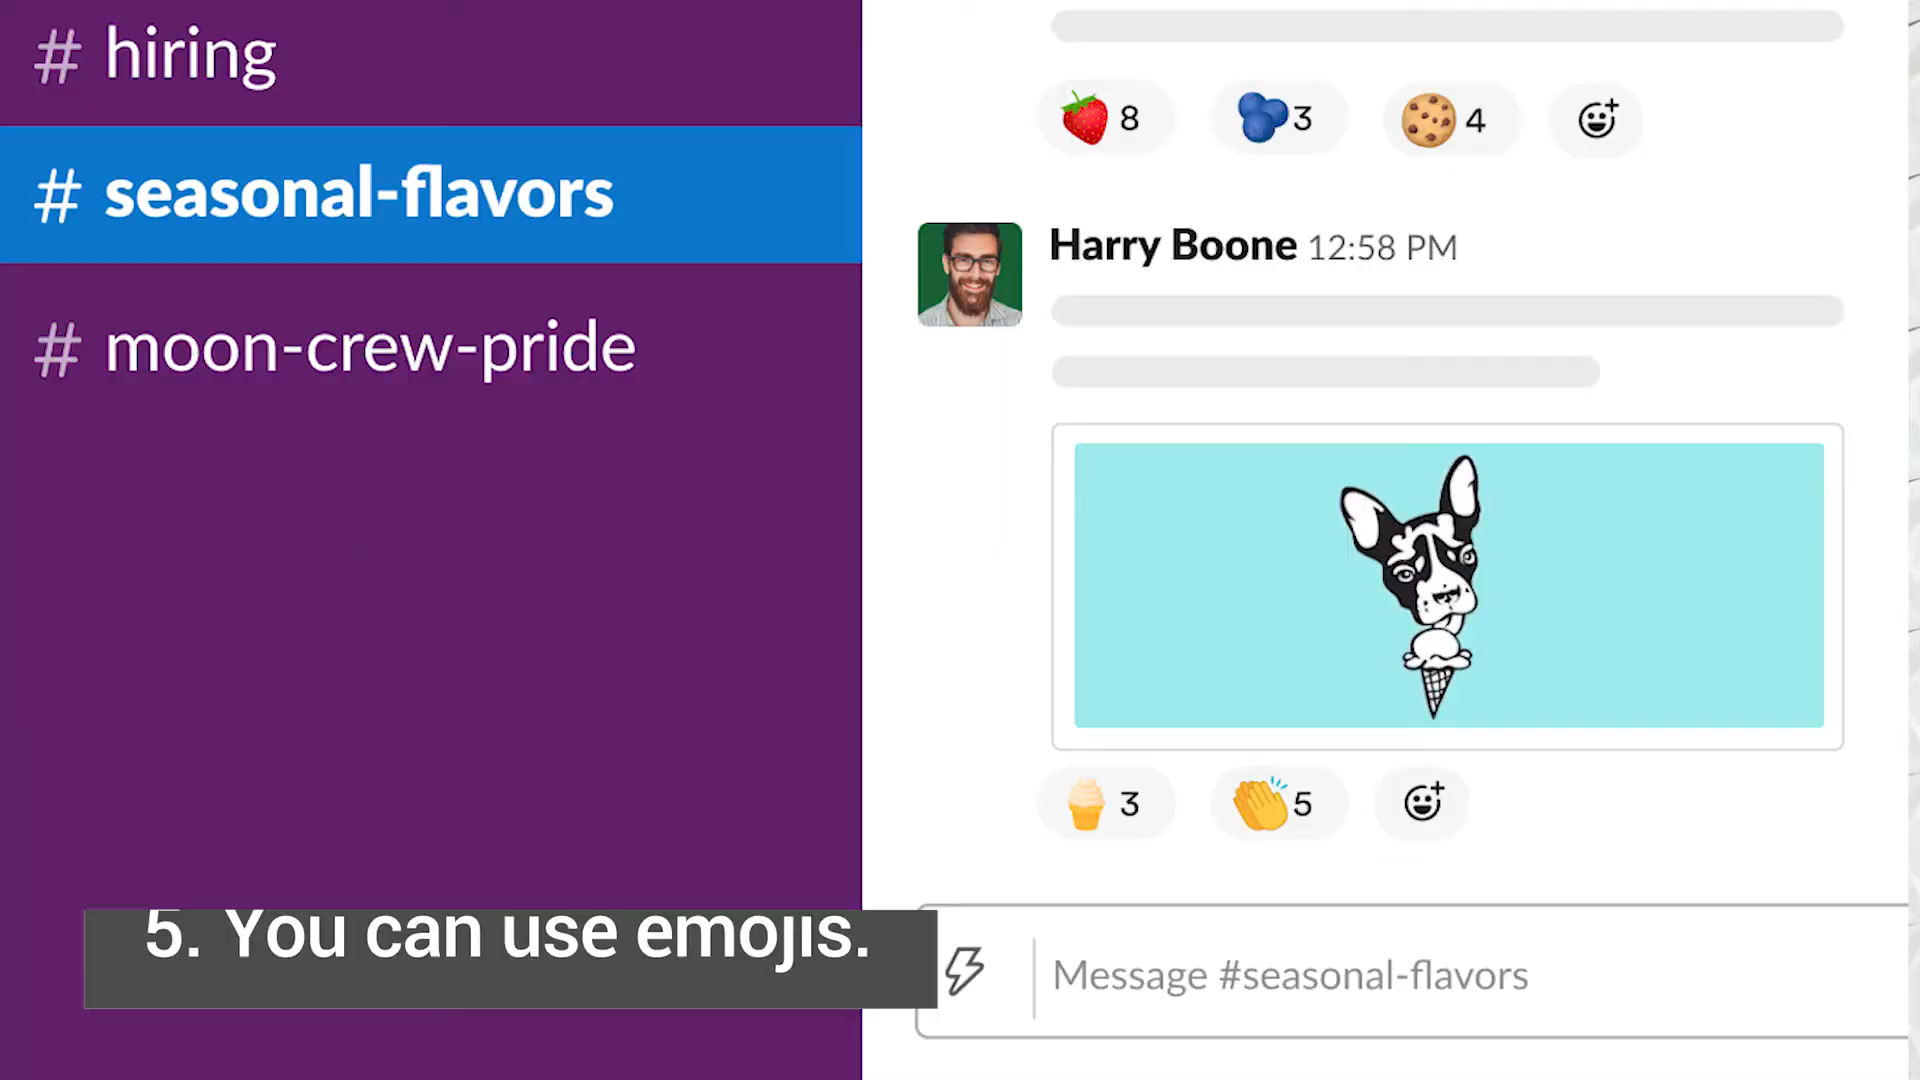 # hiring
# seasonal-flavors
# moon-crew-pride
8 3 4
Harry Boone 12:58 PM
3 5
5. You can use emojis.
Message #seasonal-flavors